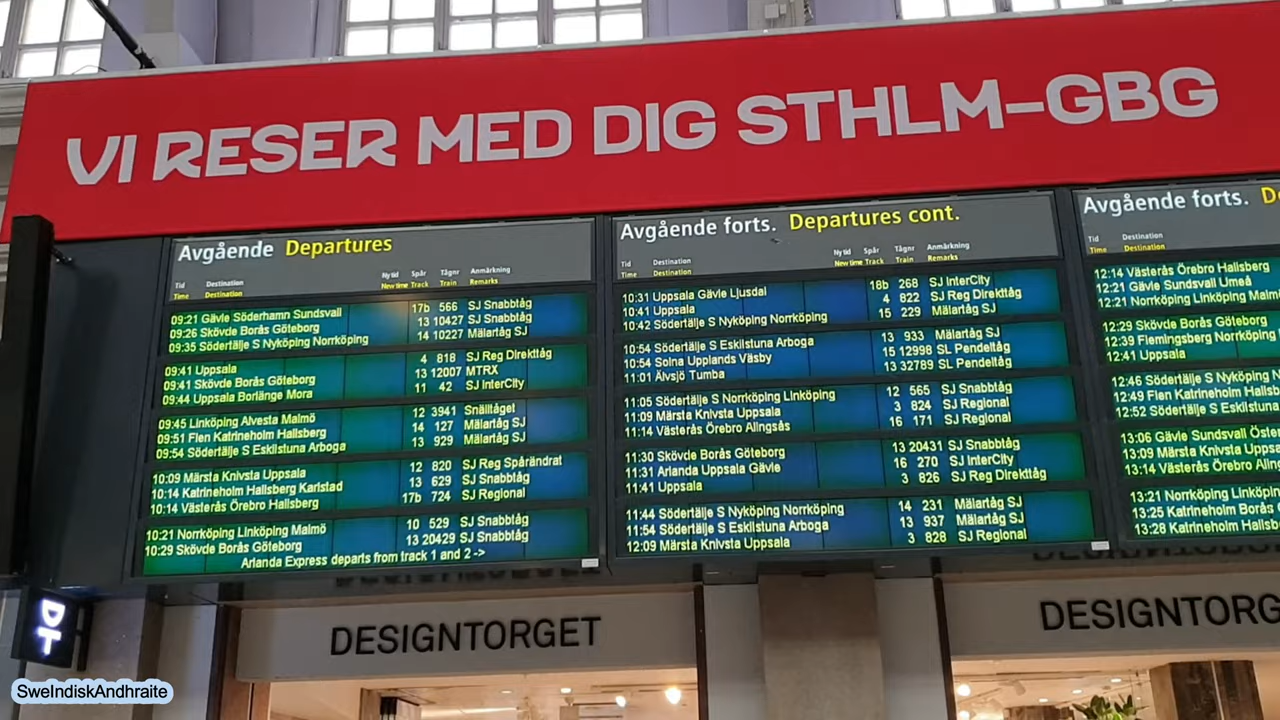 VI RESER MED DIG STHLM–GBG
Avgående Departures
Tid Destination Ny tid Spår Tågnr Anmärkning
Time Destination New time Track Train Remarks
09:21 Gävle Söderhamn Sundsvall 17b 566 SJ Snabbtåg
09:26 Skövde Borås Göteborg 13 10427 SJ Snabbtåg
09:35 Södertälje S Nyköping Norrköping 14 10227 Mälartåg SJ
09:41 Uppsala 4 818 SJ Reg Direkttåg
09:41 Skövde Borås Göteborg 13 12007 MTRX
09:44 Uppsala Borlänge Mora 11 42 SJ InterCity
09:45 Linköping Alvesta Malmö 12 3941 Snälltåget
09:51 Flen Katrineholm Hallsberg 14 127 Mälartåg SJ
09:54 Södertälje S Eskilstuna Arboga 13 929 Mälartåg SJ
10:09 Märsta Knivsta Uppsala 12 820 SJ Reg Spårändrat
10:14 Katrineholm Hallsberg Karlstad 13 629 SJ Snabbtåg
10:14 Västerås Örebro Hallsberg 17b 724 SJ Regional
10:21 Norrköping Linköping Malmö 10 529 SJ Snabbtåg
10:29 Skövde Borås Göteborg 13 20429 SJ Snabbtåg
Arlanda Express departs from track 1 and 2 ->
Avgående forts. Departures cont.
Tid Destination Ny tid Spår Tågnr Anmärkning
Time Destination New time Track Train Remarks
10:31 Uppsala Gävle Ljusdal 18b 268 SJ InterCity
10:41 Uppsala 4 822 SJ Reg Direkttåg
10:42 Södertälje S Nyköping Norrköping 15 229 Mälartåg SJ
10:54 Södertälje S Eskilstuna Arboga 13 933 Mälartåg SJ
10:54 Solna Upplands Väsby 15 12998 SL Pendeltåg
11:01 Älvsjö Tumba 13 32789 SL Pendeltåg
11:05 Södertälje S Norrköping Linköping 12 565 SJ Snabbtåg
11:09 Märsta Knivsta Uppsala 3 824 SJ Regional
11:14 Västerås Örebro Alingsås 16 171 SJ Regional
11:30 Skövde Borås Göteborg 13 20431 SJ Snabbtåg
11:31 Arlanda Uppsala Gävle 16 270 SJ InterCity
11:41 Uppsala 3 826 SJ Reg Direkttåg
11:44 Södertälje S Nyköping Norrköping 14 231 Mälartåg SJ
11:54 Södertälje S Eskilstuna Arboga 13 937 Mälartåg SJ
12:09 Märsta Knivsta Uppsala 3 828 SJ Regional
Avgående forts. D
Tid Destination
Time Destination
12:14 Västerås Örebro Hallsberg
12:21 Gävle Sundsvall Umeå
12:21 Norrköping Linköping Malm
12:29 Skövde Borås Göteborg
12:39 Flemingsberg Norrköping
12:41 Uppsala
12:46 Södertälje S Nyköping N
12:49 Flen Katrineholm Hallsb
12:52 Södertälje S Eskilstuna
13:06 Gävle Sundsvall Öster
13:09 Märsta Knivsta Uppsa
13:14 Västerås Örebro Alin
13:21 Norrköping Linköpin
13:25 Katrineholm Borås
13:28 Katrineholm Hallsb
DT
DESIGNTORGET
DESIGNTORG
SweIndiskAndhraite